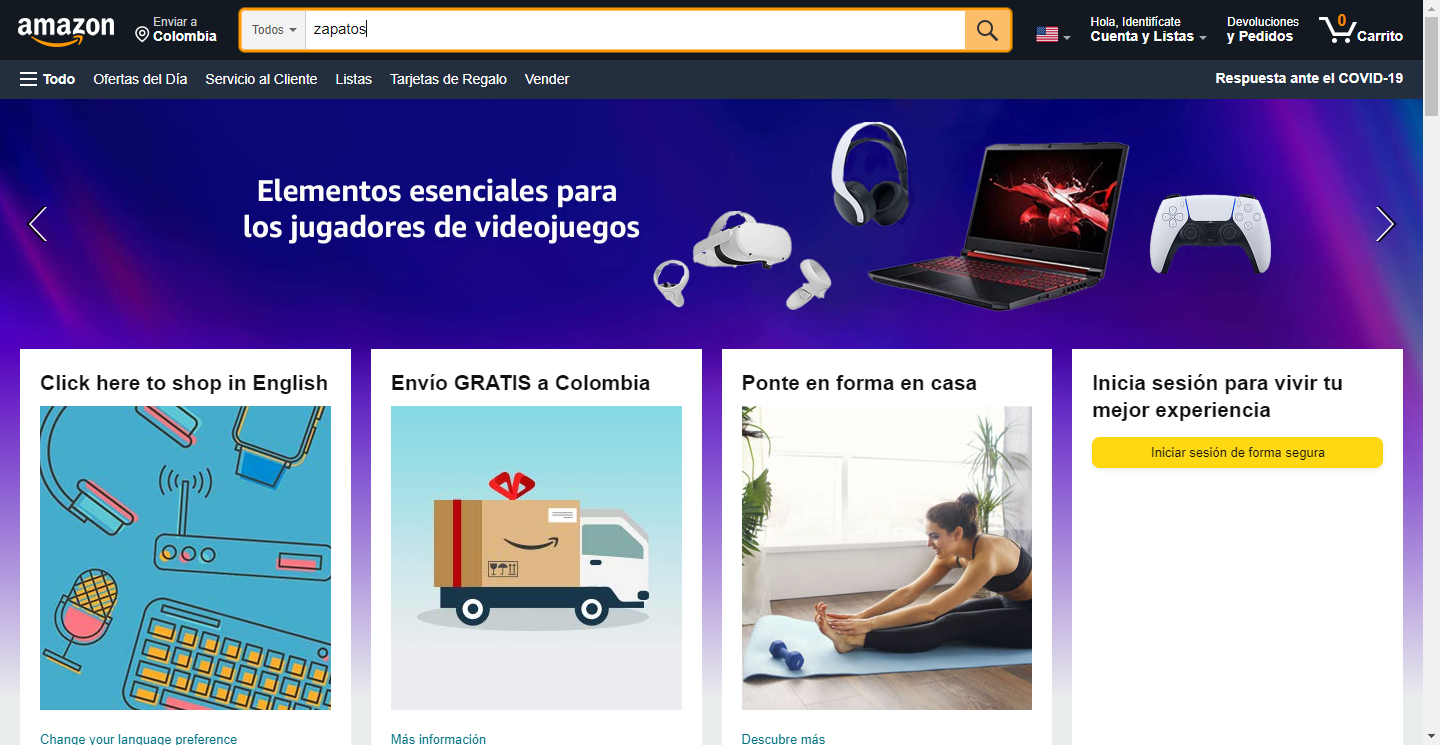 amazon
Enviar a
Colombia
Todos
zapatos
Hola, Identifícate
Cuenta y Listas
Devoluciones
y Pedidos
0
Carrito
Todo
Ofertas del Día
Servicio al Cliente
Listas
Tarjetas de Regalo
Vender
Respuesta ante el COVID-19
Elementos esenciales para
los jugadores de videojuegos
Click here to shop in English
Envío GRATIS a Colombia
Ponte en forma en casa
Inicia sesión para vivir tu
mejor experiencia
Iniciar sesión de forma segura
Change your language preference
Más información
Descubre más